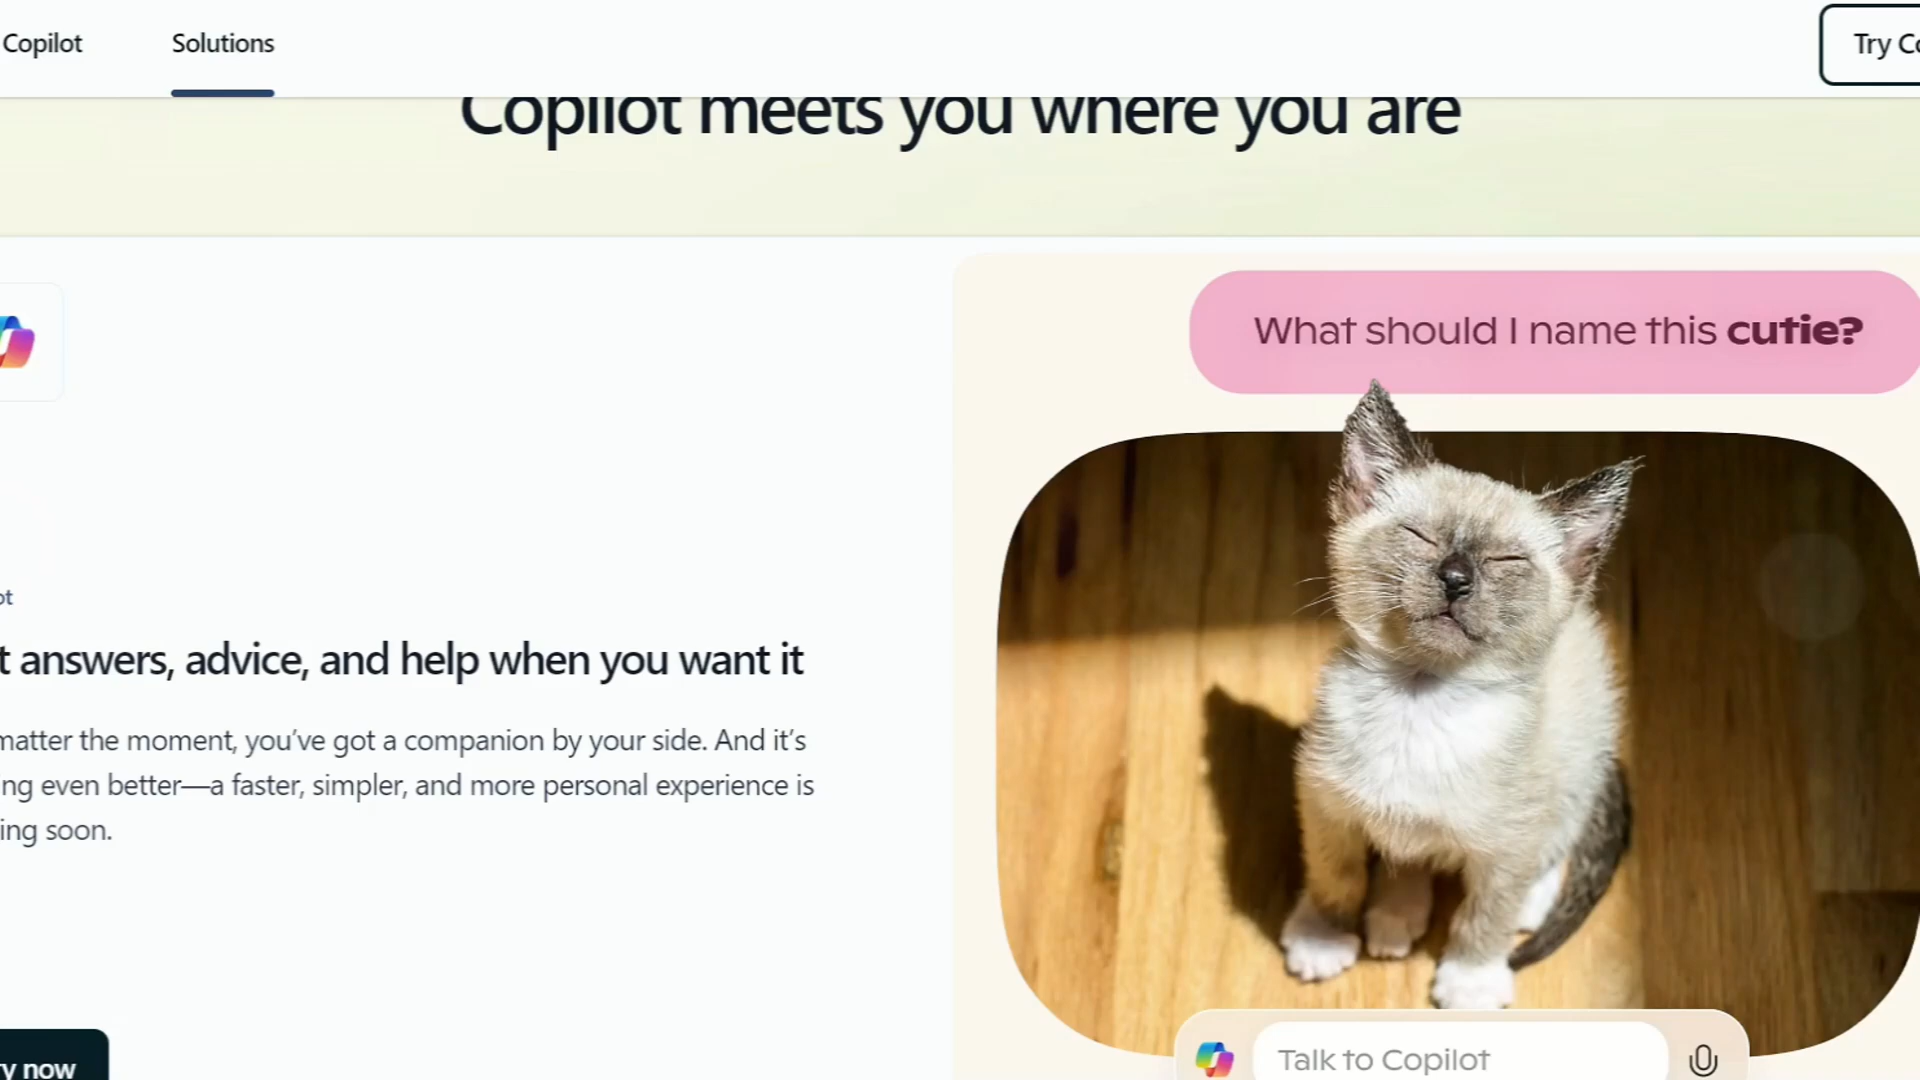 Copilot
Solutions
Try
Copilot meets you where you are
What should I name this cutie?
answers, advice, and help when you want it
matter the moment, you’ve got a companion by your side. And it’s
even better—a faster, simpler, and more personal experience is
soon.
now
Talk to Copilot